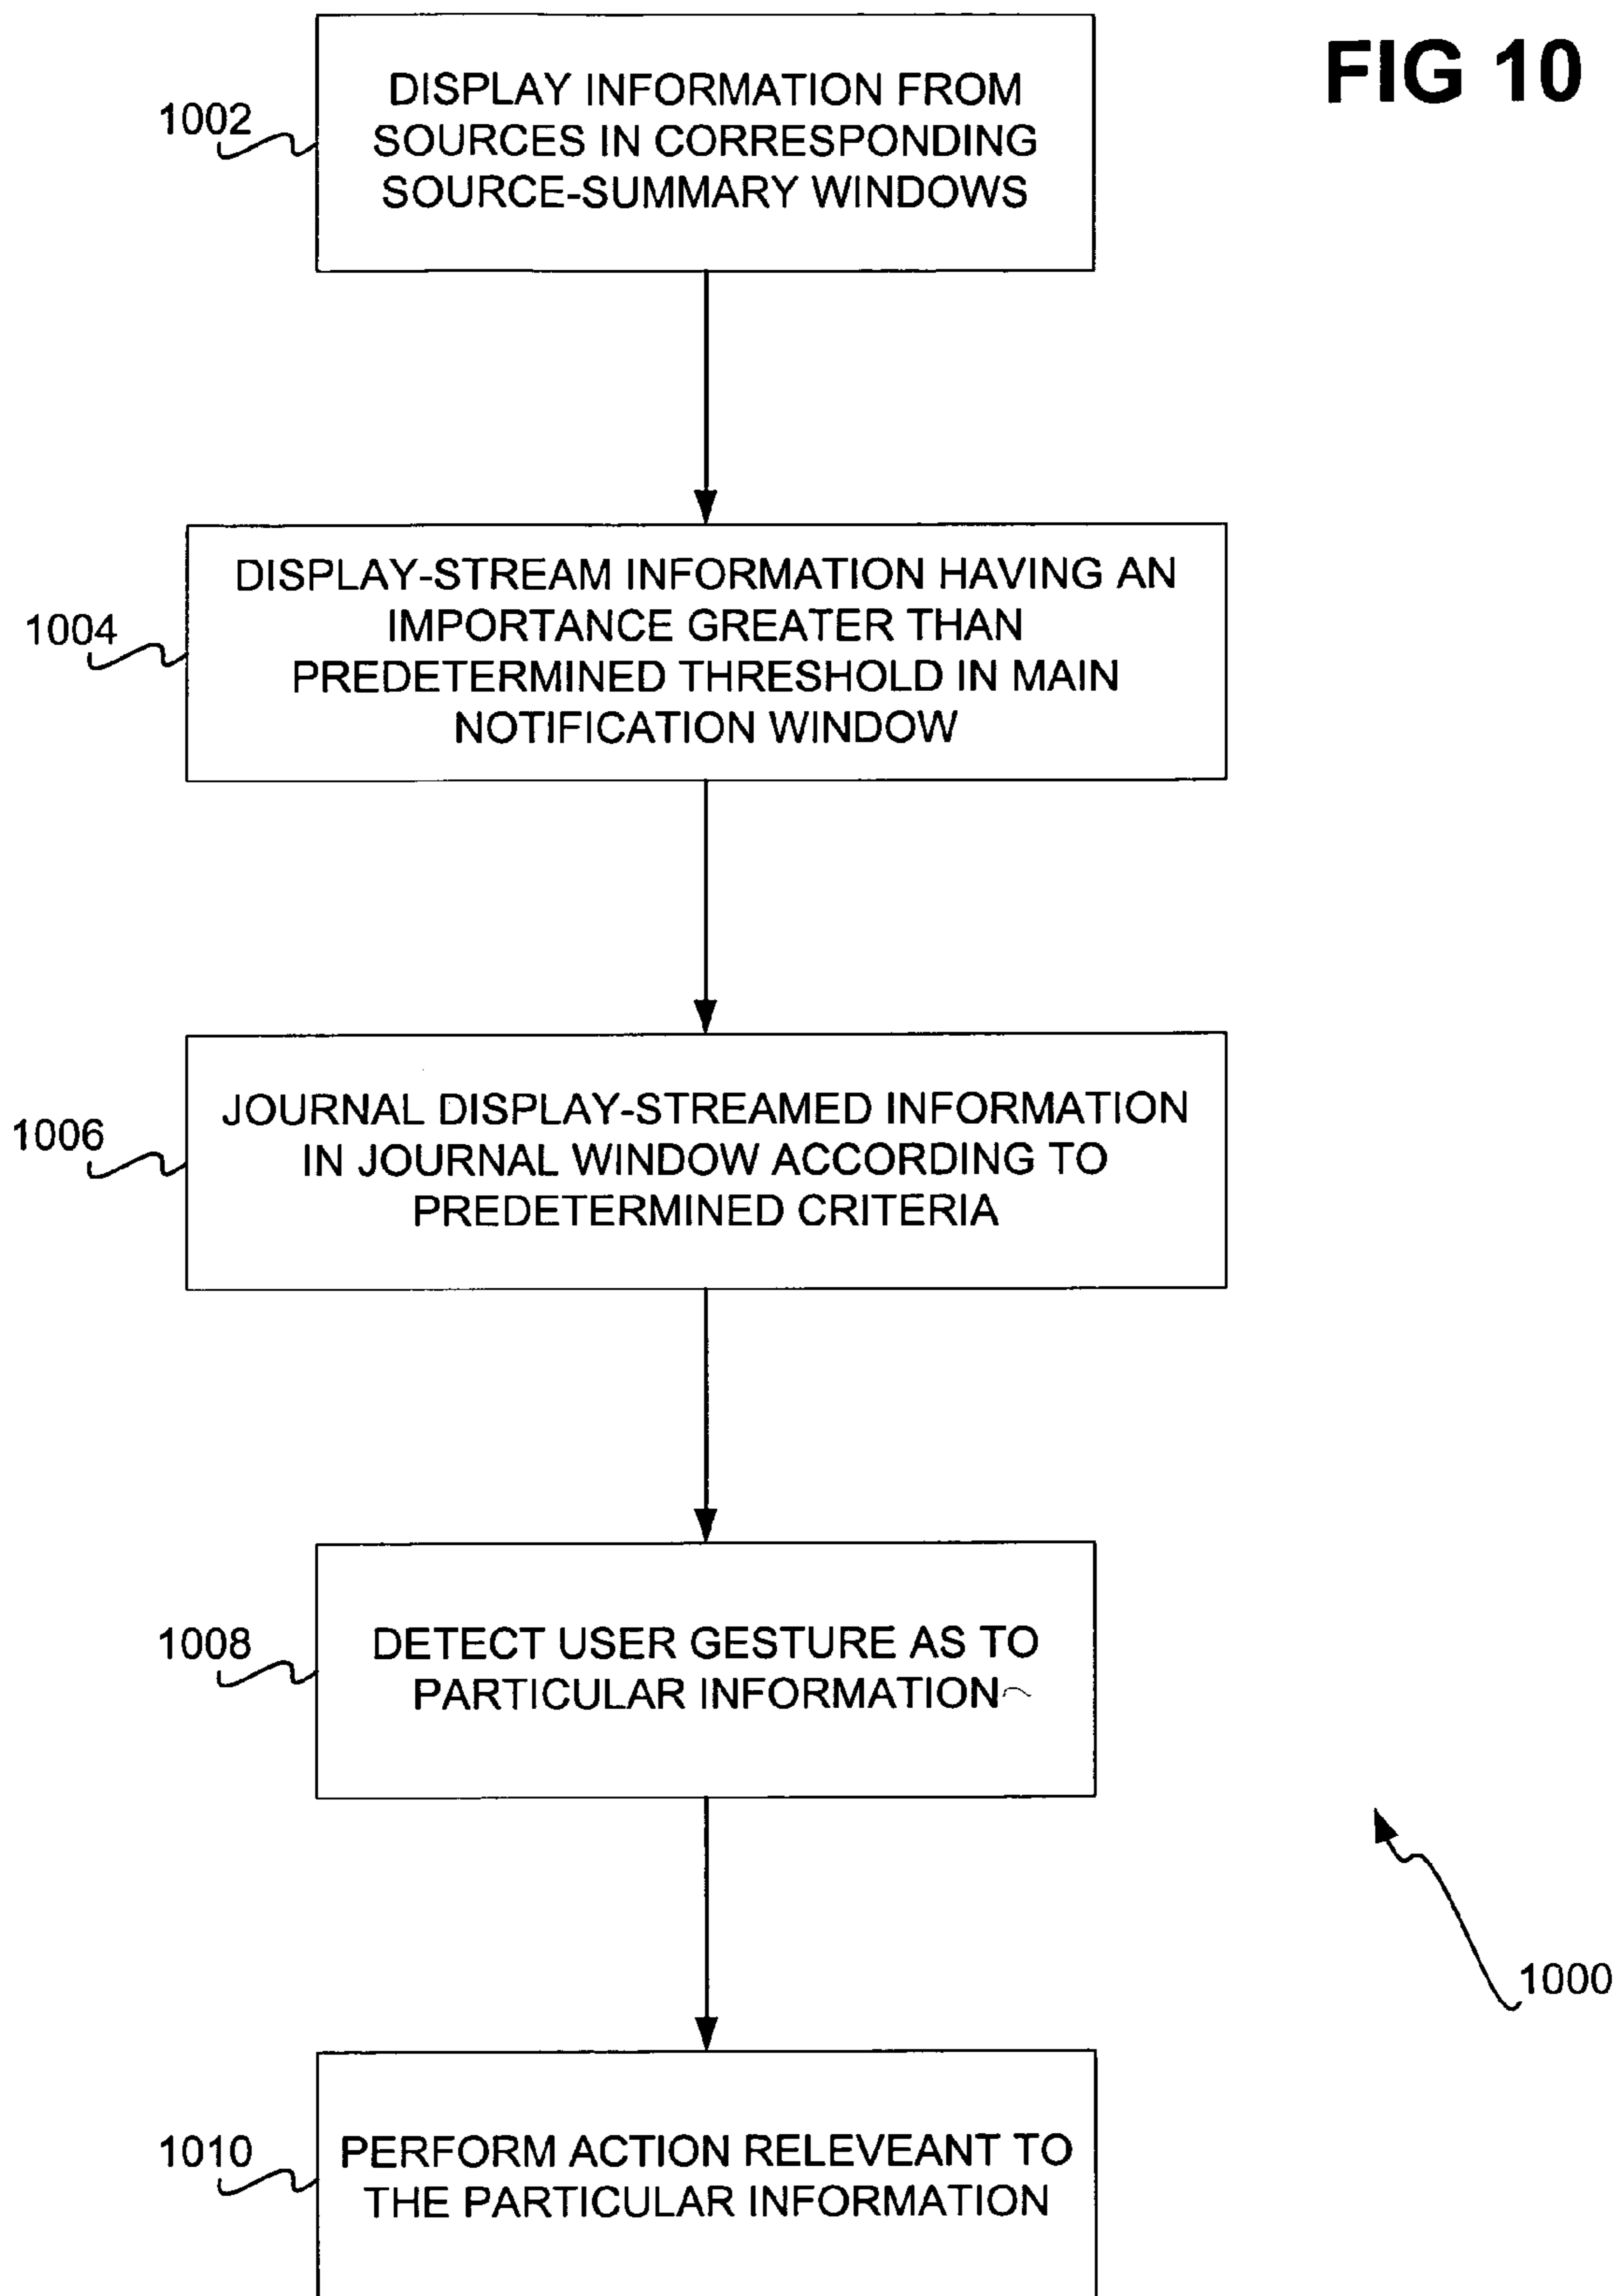 FIG 10
1002
DISPLAY INFORMATION FROM
SOURCES IN CORRESPONDING
SOURCE-SUMMARY WINDOWS
1004
DISPLAY-STREAM INFORMATION HAVING AN
IMPORTANCE GREATER THAN
PREDETERMINED THRESHOLD IN MAIN
NOTIFICATION WINDOW
1006
JOURNAL DISPLAY-STREAMED INFORMATION
IN JOURNAL WINDOW ACCORDING TO
PREDETERMINED CRITERIA
1008
DETECT USER GESTURE AS TO
PARTICULAR INFORMATION
1000
1010
PERFORM ACTION RELEVEANT TO
THE PARTICULAR INFORMATION